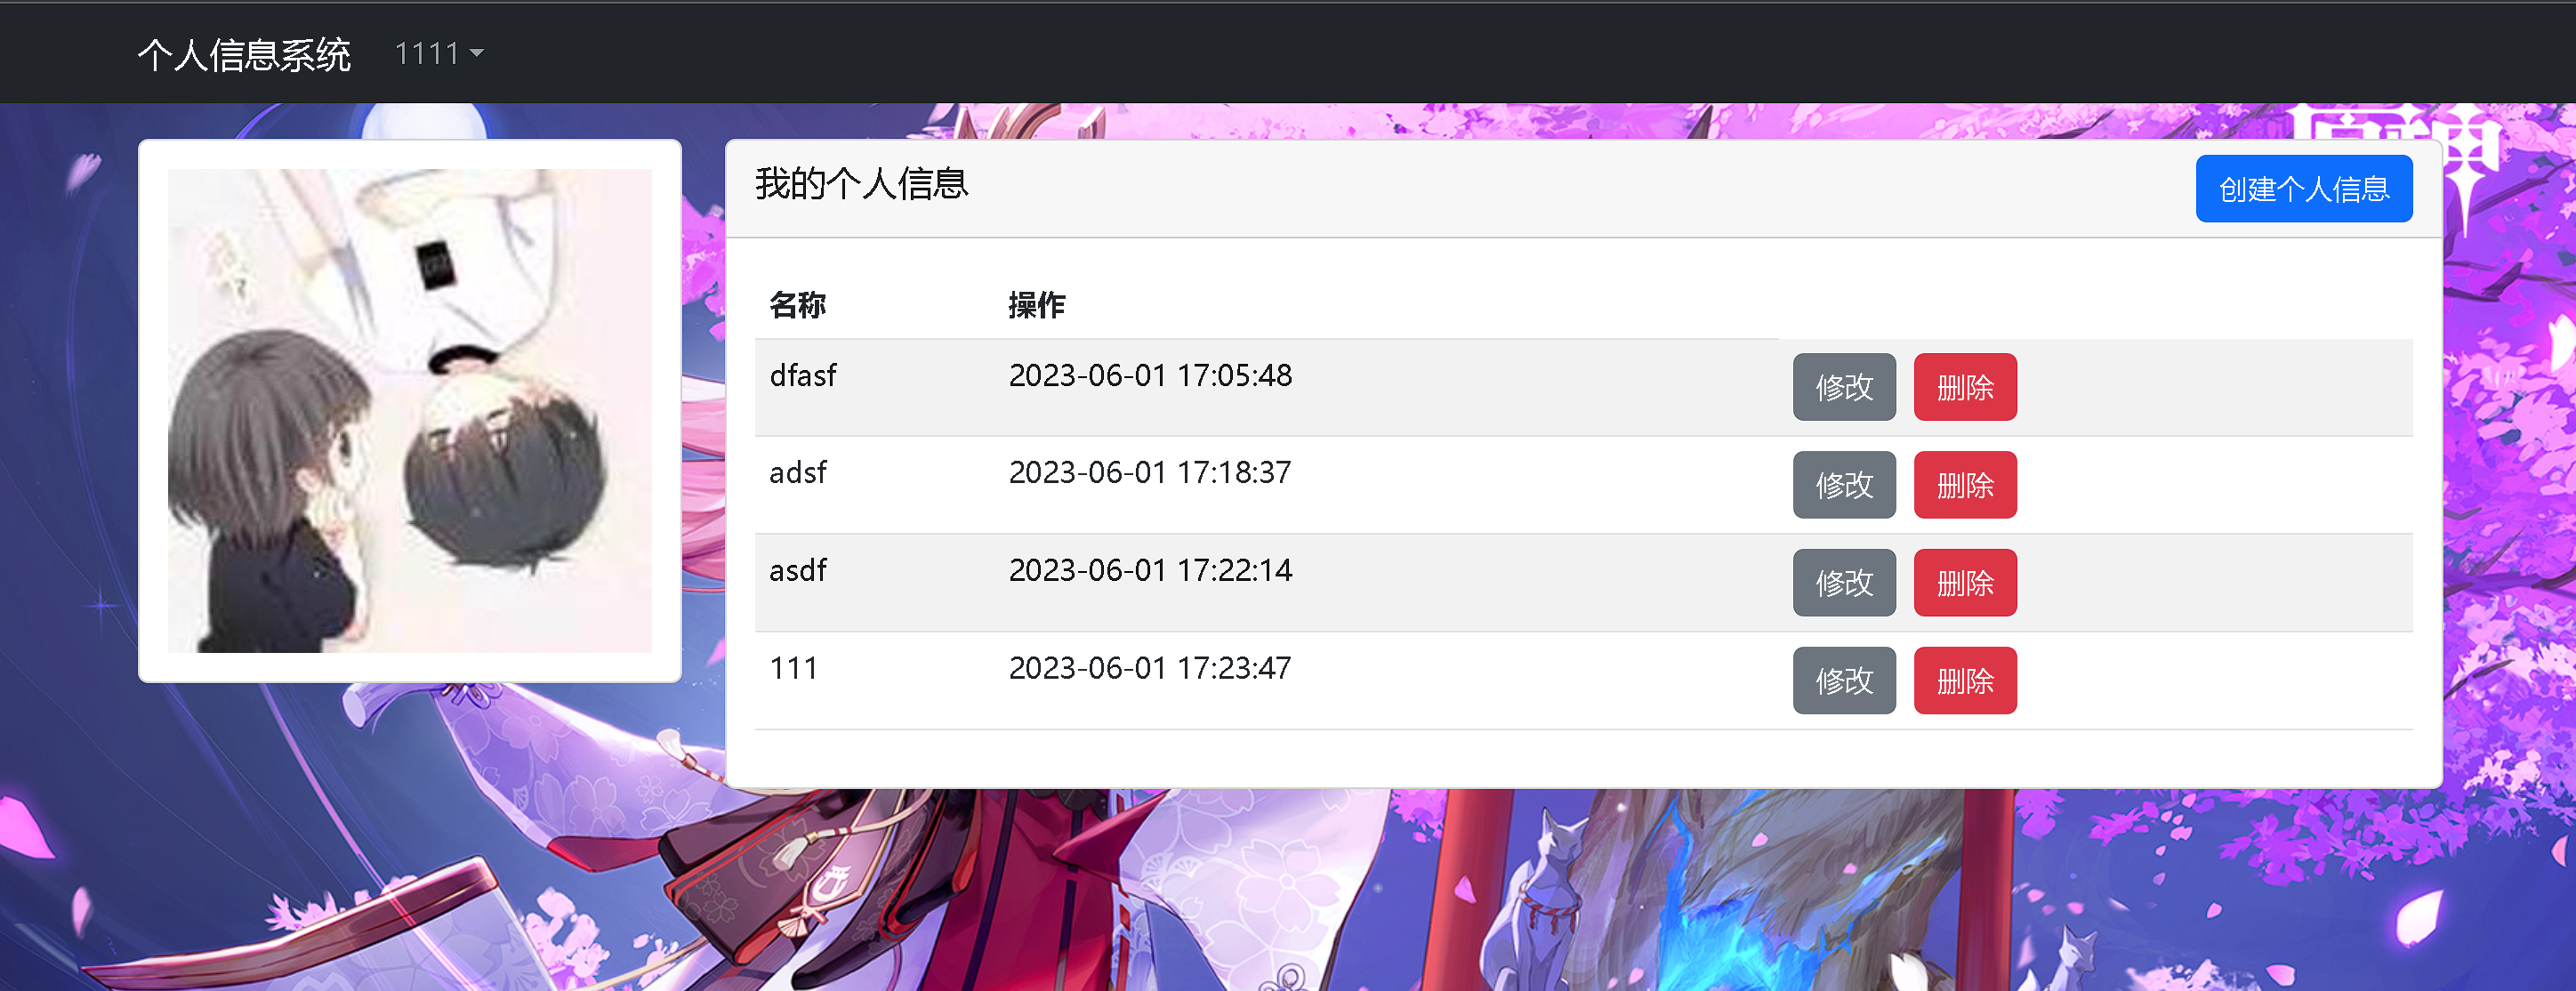 个人信息系统 1111
我的个人信息 创建个人信息
名称 操作
dfasf 2023-06-01 17:05:48 修改 删除
adsf 2023-06-01 17:18:37 修改 删除
asdf 2023-06-01 17:22:14 修改 删除
111 2023-06-01 17:23:47 修改 删除